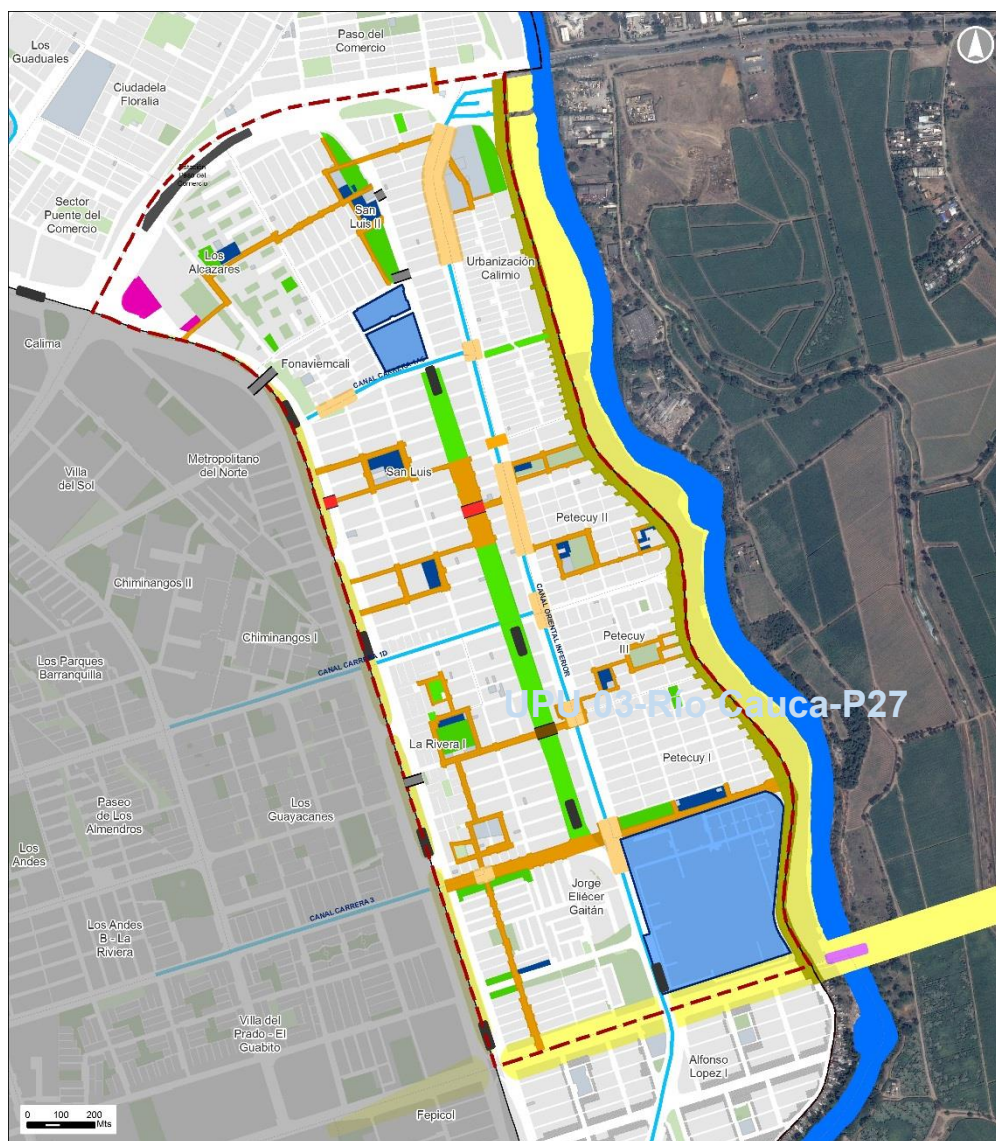 Los
Guaduales
Paso del
Comercio
Ciudadela
Floralia
Paso del
Comercio
Sector
Puente del
Comercio
San
Luis II
Los
Alcazares
Urbanización
Calimio
Calima
Fonaviemcali
Metropolitano
del Norte
Villa
del Sol
San Luis
Petecuy II
Chiminangos II
CANAL ORIENTAL INFERIOR
Chiminangos I
Petecuy
III
Los Parques
Barranquilla
CANAL CARRERA 1D
UPU 03-Río Cauca-P27
La Rivera I
Petecuy I
Paseo
de Los
Almendros
Los
Guayacanes
Los
Andes
Jorge
Eliécer
Gaitán
CANAL CARRERA 3
Los Andes
B - La
Riviera
Villa del
Prado - El
Guabito
Alfonso
Lopez I
Fepicol
0 100 200
Mts